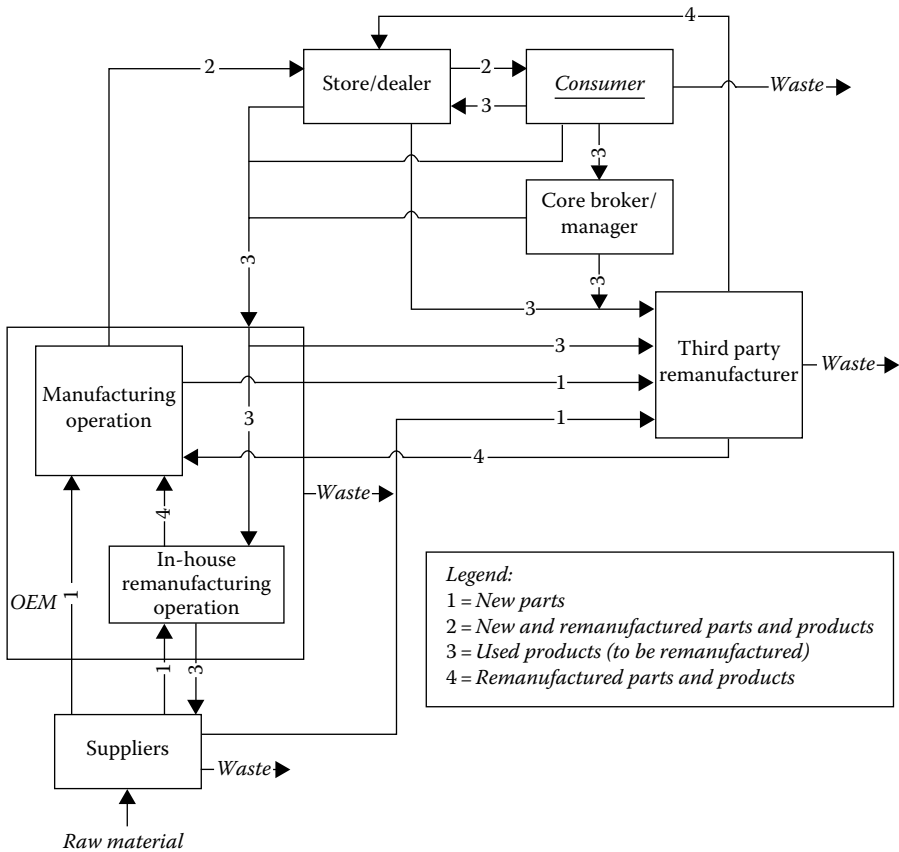 4
2
Store/dealer
2
Consumer
Waste
3
3
Core broker/
manager
3
3
3
Third party
remanufacturer
Waste
3
Manufacturing
operation
1
3
1
4
Waste
4
In-house
remanufacturing
operation
OEM
1
1
3
Legend:
1 = New parts
2 = New and remanufactured parts and products
3 = Used products (to be remanufactured)
4 = Remanufactured parts and products
Suppliers
Waste
Raw material